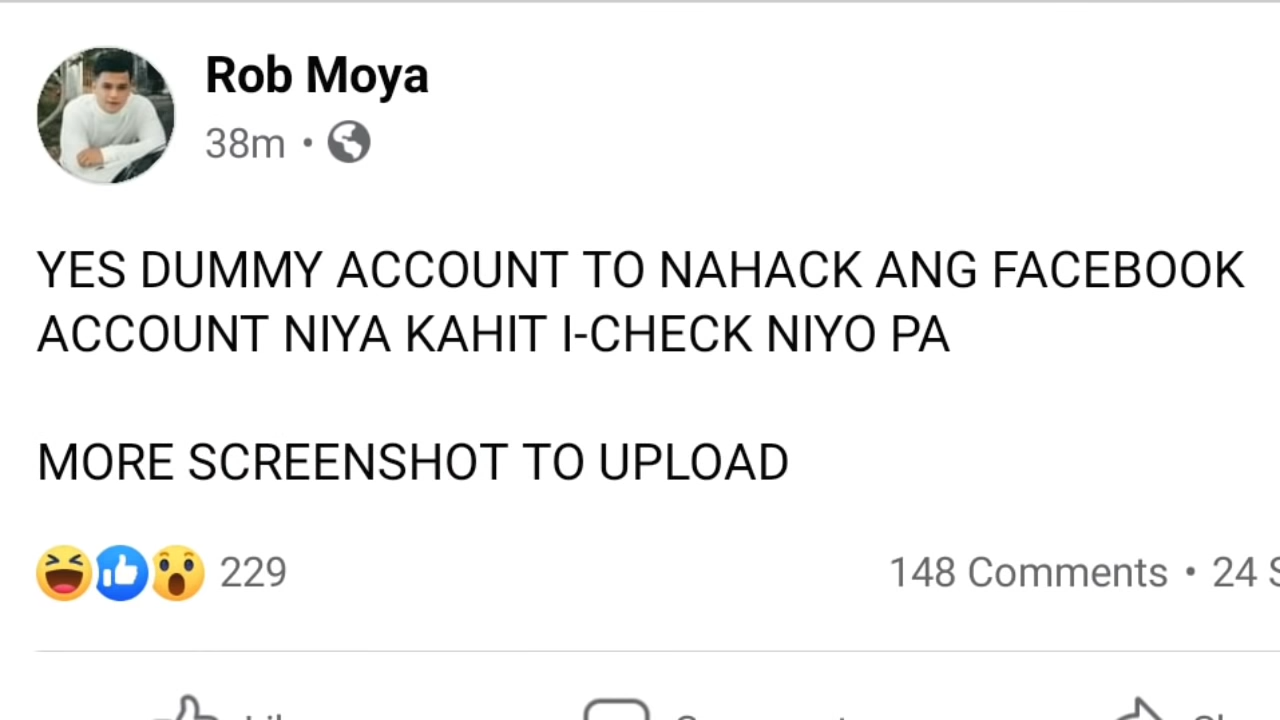 Rob Moya
38m •
YES DUMMY ACCOUNT TO NAHACK ANG FACEBOOK
ACCOUNT NIYA KAHIT I-CHECK NIYO PA
MORE SCREENSHOT TO UPLOAD
229 148 Comments • 24 S